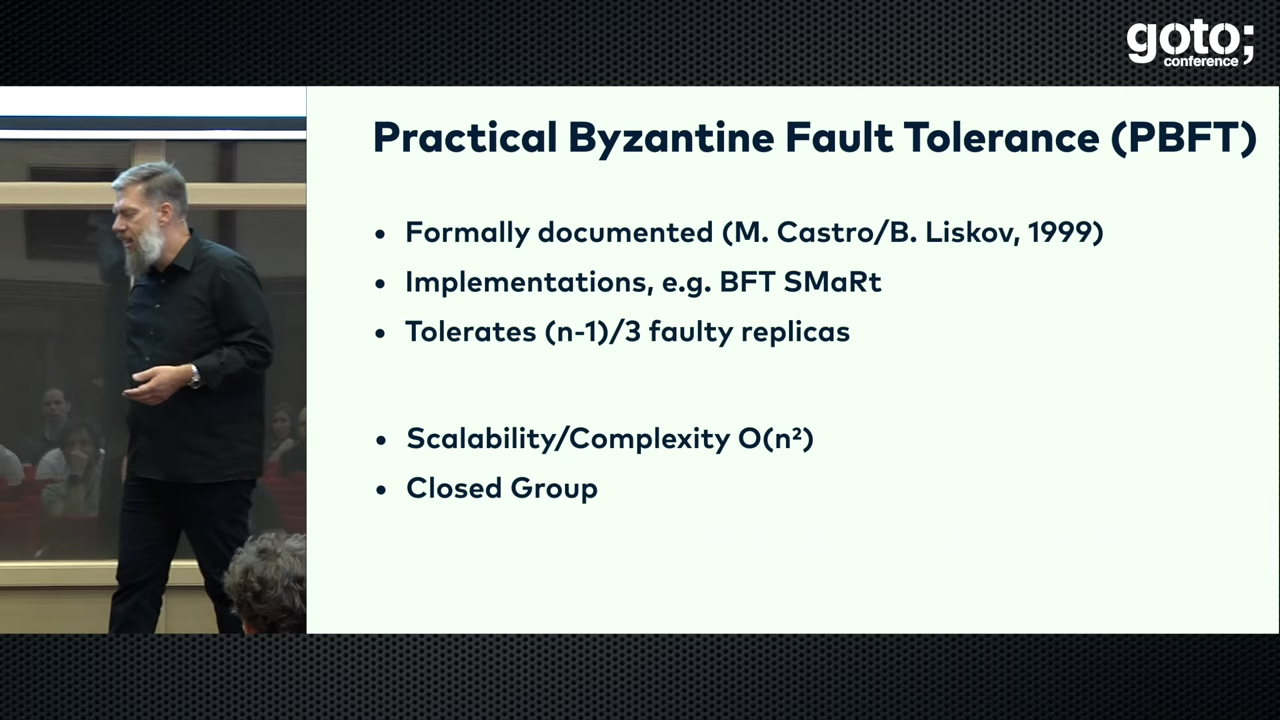 goto;
conference
Practical Byzantine Fault Tolerance (PBFT)
• Formally documented (M. Castro/B. Liskov, 1999)
• Implementations, e.g. BFT SMaRt
• Tolerates (n-1)/3 faulty replicas
• Scalability/Complexity O(n²)
• Closed Group